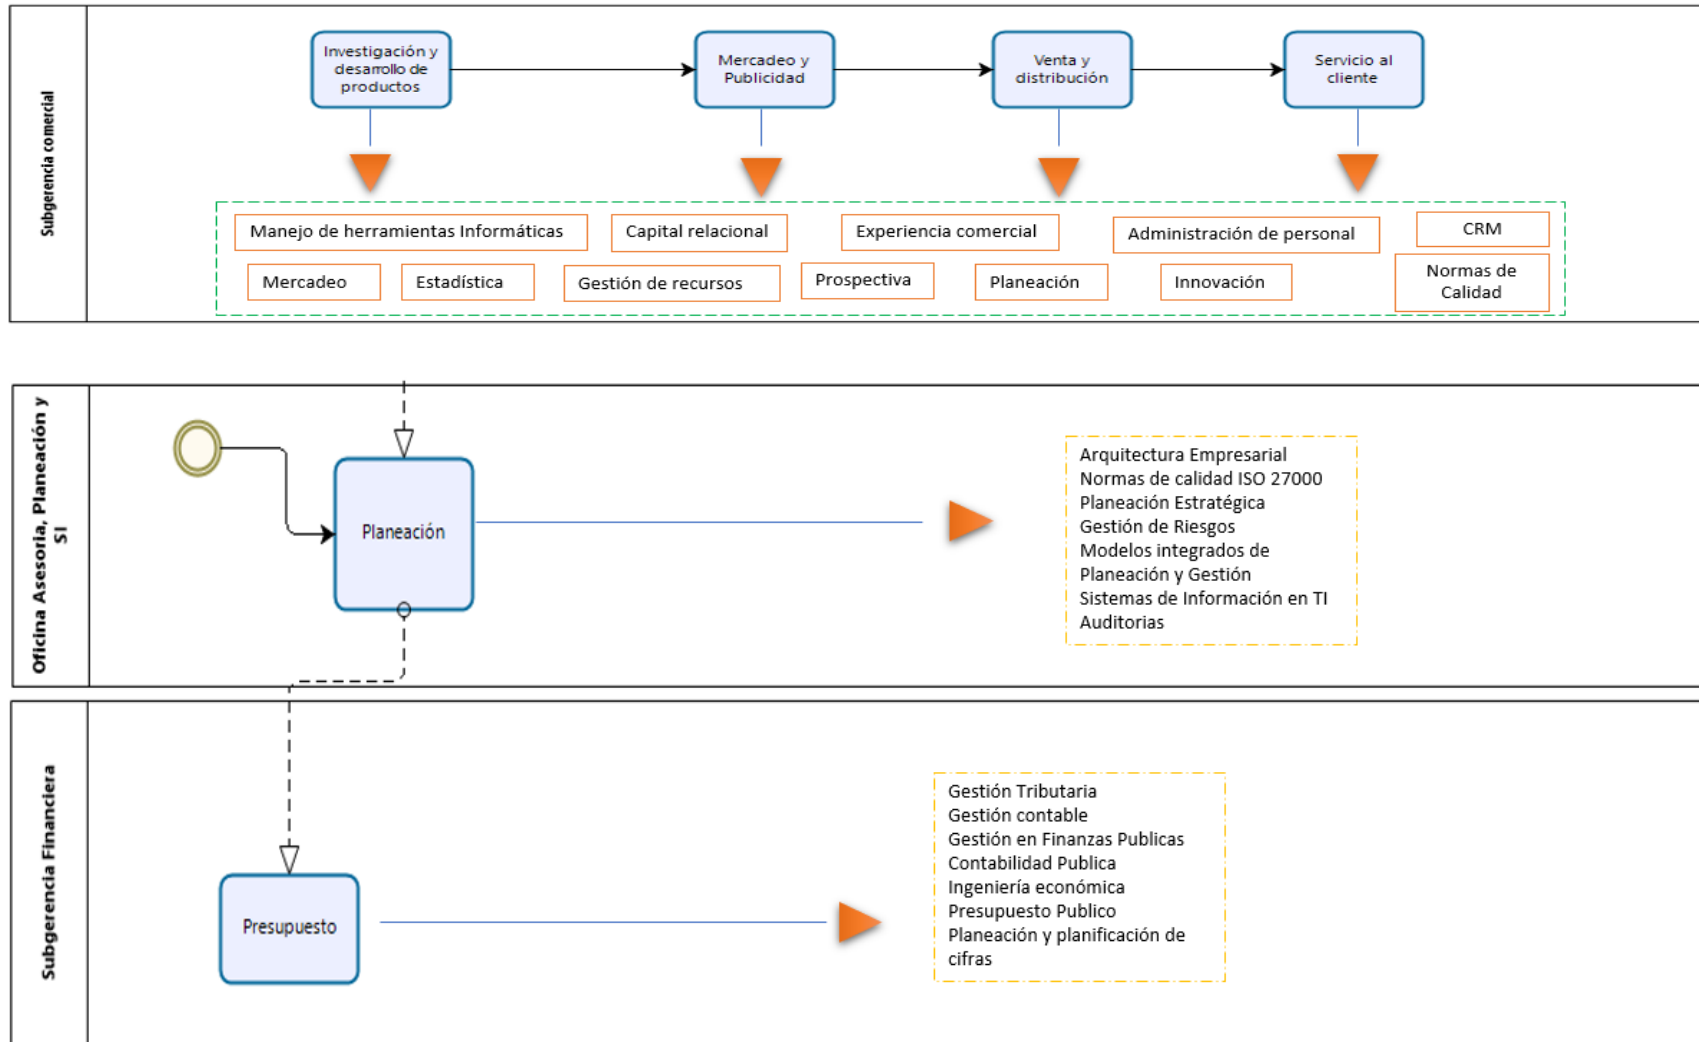 Subgerencia comercial
Investigación y
desarrollo de
productos
Mercadeo y
Publicidad
Venta y
distribución
Servicio al
cliente
Manejo de herramientas Informáticas
Capital relacional
Experiencia comercial
Administración de personal
CRM
Mercadeo
Estadística
Gestión de recursos
Prospectiva
Planeación
Innovación
Normas de
Calidad
Oficina Asesoria, Planeación y
SI
Planeación
Arquitectura Empresarial
Normas de calidad ISO 27000
Planeación Estratégica
Gestión de Riesgos
Modelos integrados de
Planeación y Gestión
Sistemas de Información en TI
Auditorias
Subgerencia Financiera
Presupuesto
Gestión Tributaria
Gestión contable
Gestión en Finanzas Publicas
Contabilidad Publica
Ingeniería económica
Presupuesto Publico
Planeación y planificación de
cifras